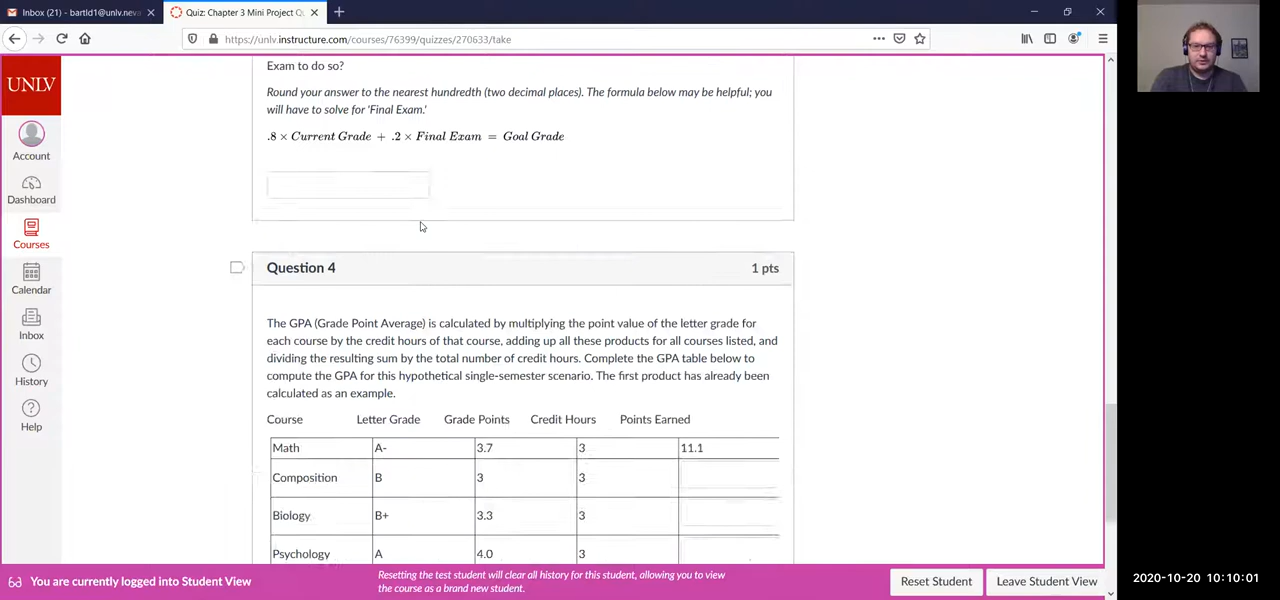 Inbox (21) - bartld1@unlv.neva
Quiz: Chapter 3 Mini Project Q
https://unlv.instructure.com/courses/76399/quizzes/270633/take
UNLV
Account
Dashboard
Courses
Calendar
Inbox
History
Help
Exam to do so?
Round your answer to the nearest hundredth (two decimal places). The formula below may be helpful; you
will have to solve for 'Final Exam.'
.8 × Current Grade + .2 × Final Exam = Goal Grade
Question 4 1 pts
The GPA (Grade Point Average) is calculated by multiplying the point value of the letter grade for
each course by the credit hours of that course, adding up all these products for all courses listed, and
dividing the resulting sum by the total number of credit hours. Complete the GPA table below to
compute the GPA for this hypothetical single-semester scenario. The first product has already been
calculated as an example.
Course Letter Grade Grade Points Credit Hours Points Earned
Math A- 3.7 3 11.1
Composition B 3 3
Biology B+ 3.3 3
Psychology A 4.0 3
You are currently logged into Student View
Resetting the test student will clear all history for this student, allowing you to view
the course as a brand new student.
Reset Student
Leave Student View
2020-10-20 10:10:01